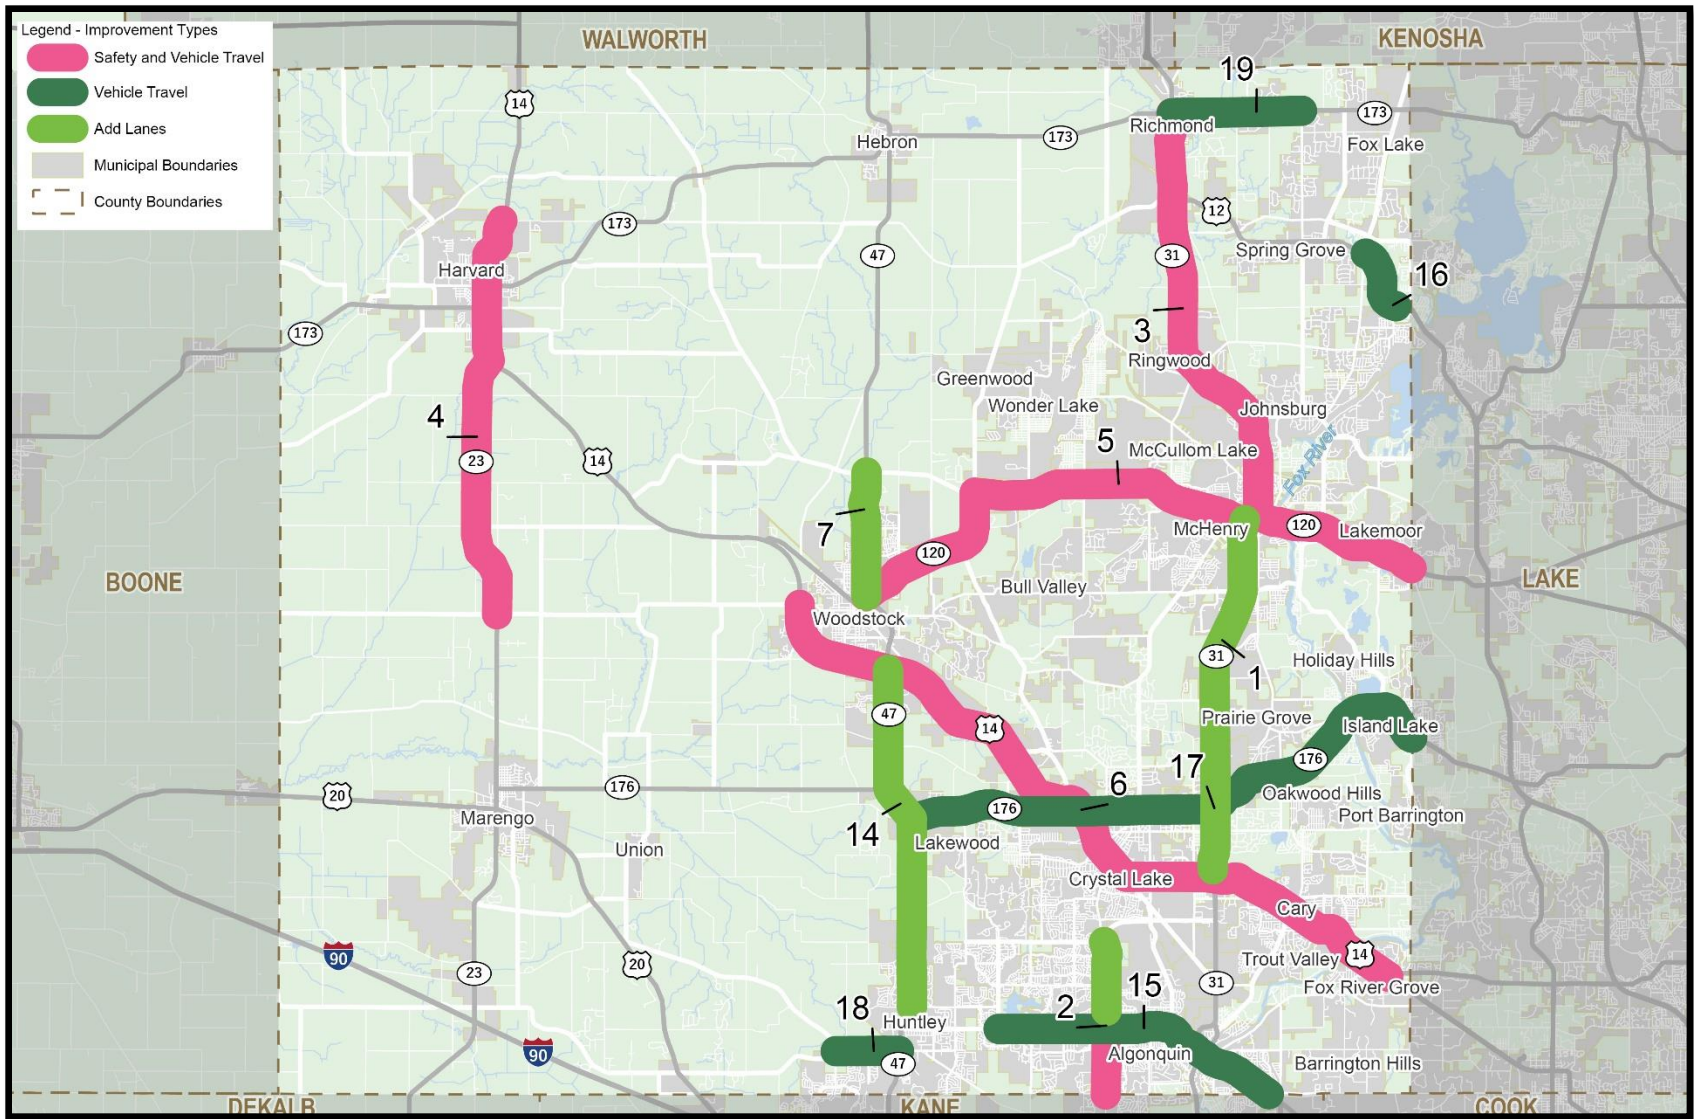 Legend - Improvement Types
Safety and Vehicle Travel
Vehicle Travel
Add Lanes
Municipal Boundaries
County Boundaries
WALWORTH
KENOSHA
14
19
173
Richmond
173
Hebron
Fox Lake
173
12
Spring Grove
47
31
16
Harvard
173
3
Ringwood
Greenwood
Wonder Lake
Johnsburg
4
5
McCullom Lake
23
14
Fox River
7
McHenry
120
Lakemoor
120
BOONE
LAKE
Bull Valley
Woodstock
31
1
Holiday Hills
47
14
Prairie Grove
Island Lake
17
176
20
176
6
176
Oakwood Hills
Marengo
14
Lakewood
Port Barrington
Union
Crystal Lake
Cary
90
20
23
Trout Valley
14
31
Fox River Grove
18
2
15
Huntley
90
47
Algonquin
Barrington Hills
DEKALB
KANE
COOK